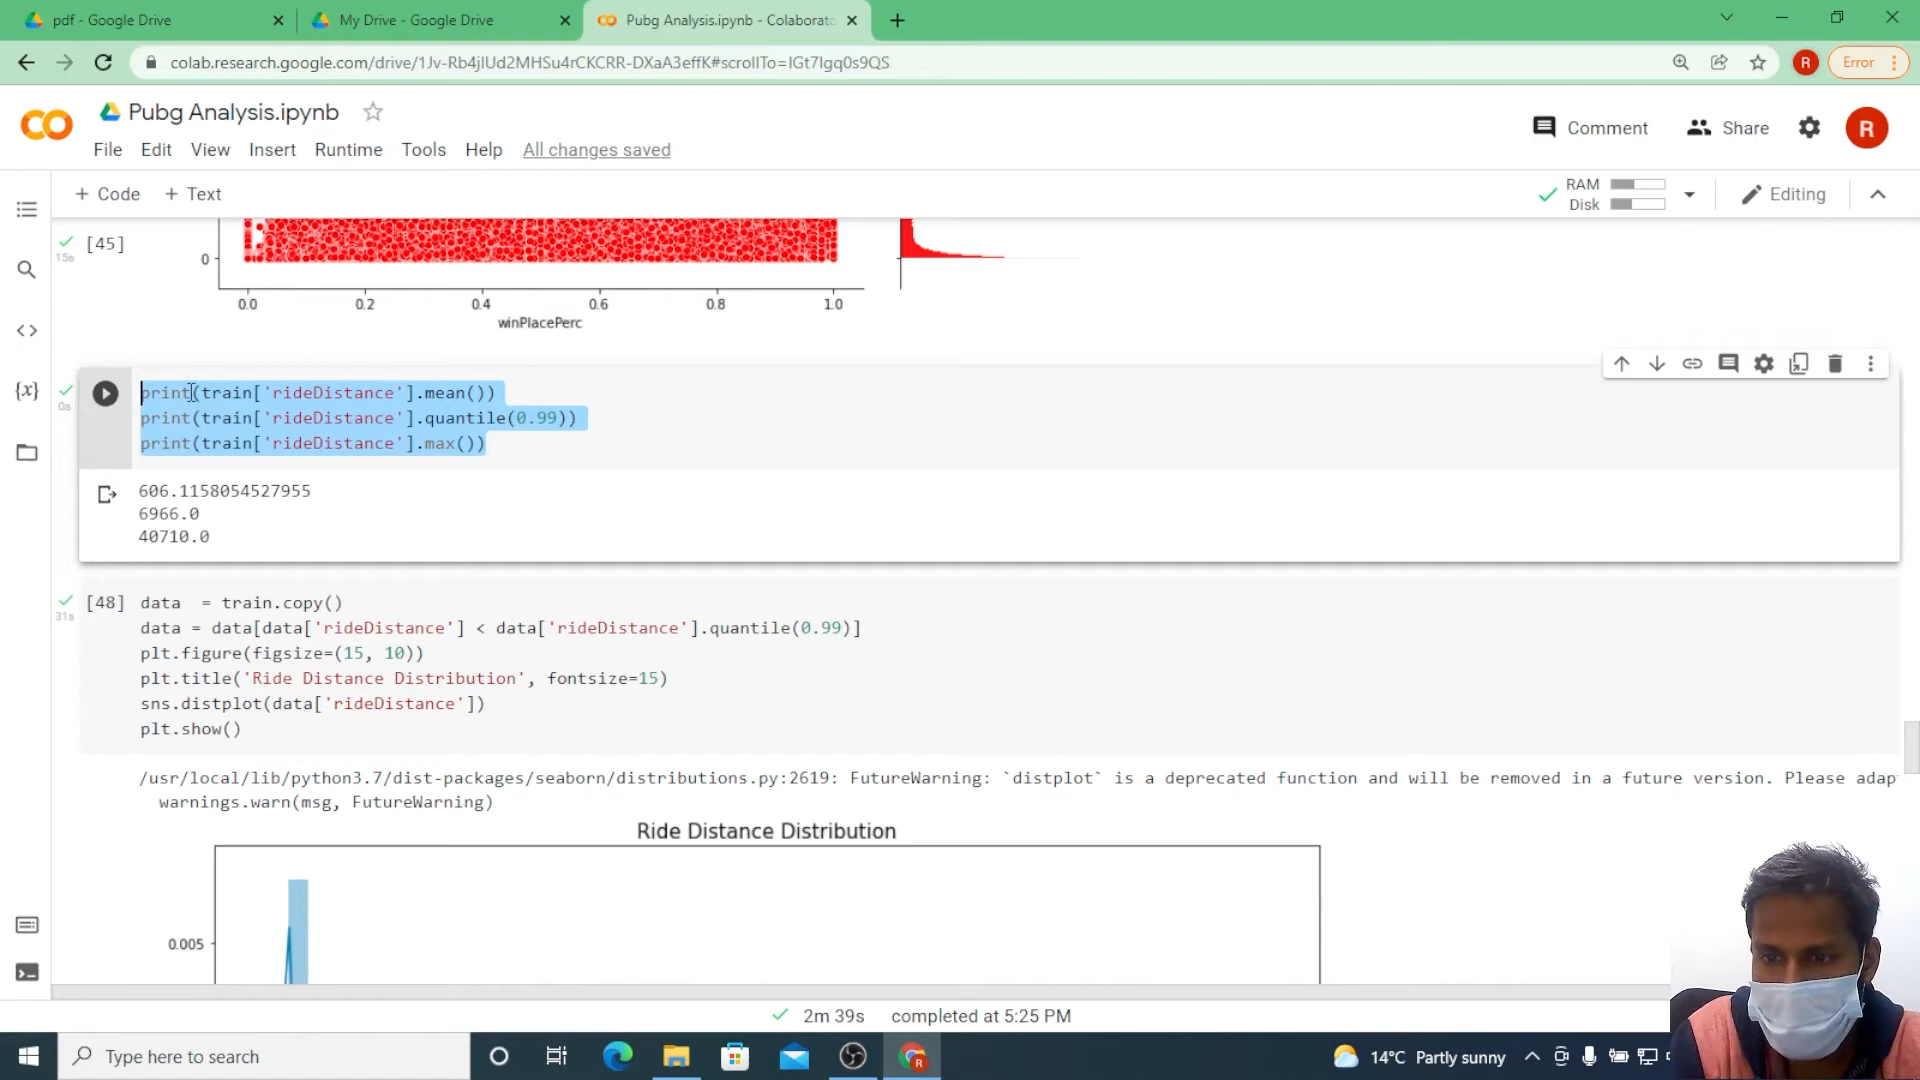 pdf - Google Drive
My Drive - Google Drive
Pubg Analysis.ipynb - Colaborato
colab.research.google.com/drive/1Jv-Rb4jlUd2MHSu4rCKCRR-DXaA3effK#scrollTo=lGt7Igq0s9QS
R
Error
CO
Pubg Analysis.ipynb
Comment
Share
R
File Edit View Insert Runtime Tools Help All changes saved
+ Code + Text
RAM
Disk
Editing
[45]
15s
0
0.0 0.2 0.4 0.6 0.8 1.0
winPlacePerc
{x}
0s
print(train['rideDistance'].mean())
print(train['rideDistance'].quantile(0.99))
print(train['rideDistance'].max())
606.1158054527955
6966.0
40710.0
[48]
31s
data = train.copy()
data = data[data['rideDistance'] < data['rideDistance'].quantile(0.99)]
plt.figure(figsize=(15, 10))
plt.title('Ride Distance Distribution', fontsize=15)
sns.distplot(data['rideDistance'])
plt.show()
/usr/local/lib/python3.7/dist-packages/seaborn/distributions.py:2619: FutureWarning: `distplot` is a deprecated function and will be removed in a future version. Please adap
warnings.warn(msg, FutureWarning)
Ride Distance Distribution
0.005
2m 39s completed at 5:25 PM
Type here to search
R
14°C Partly sunny